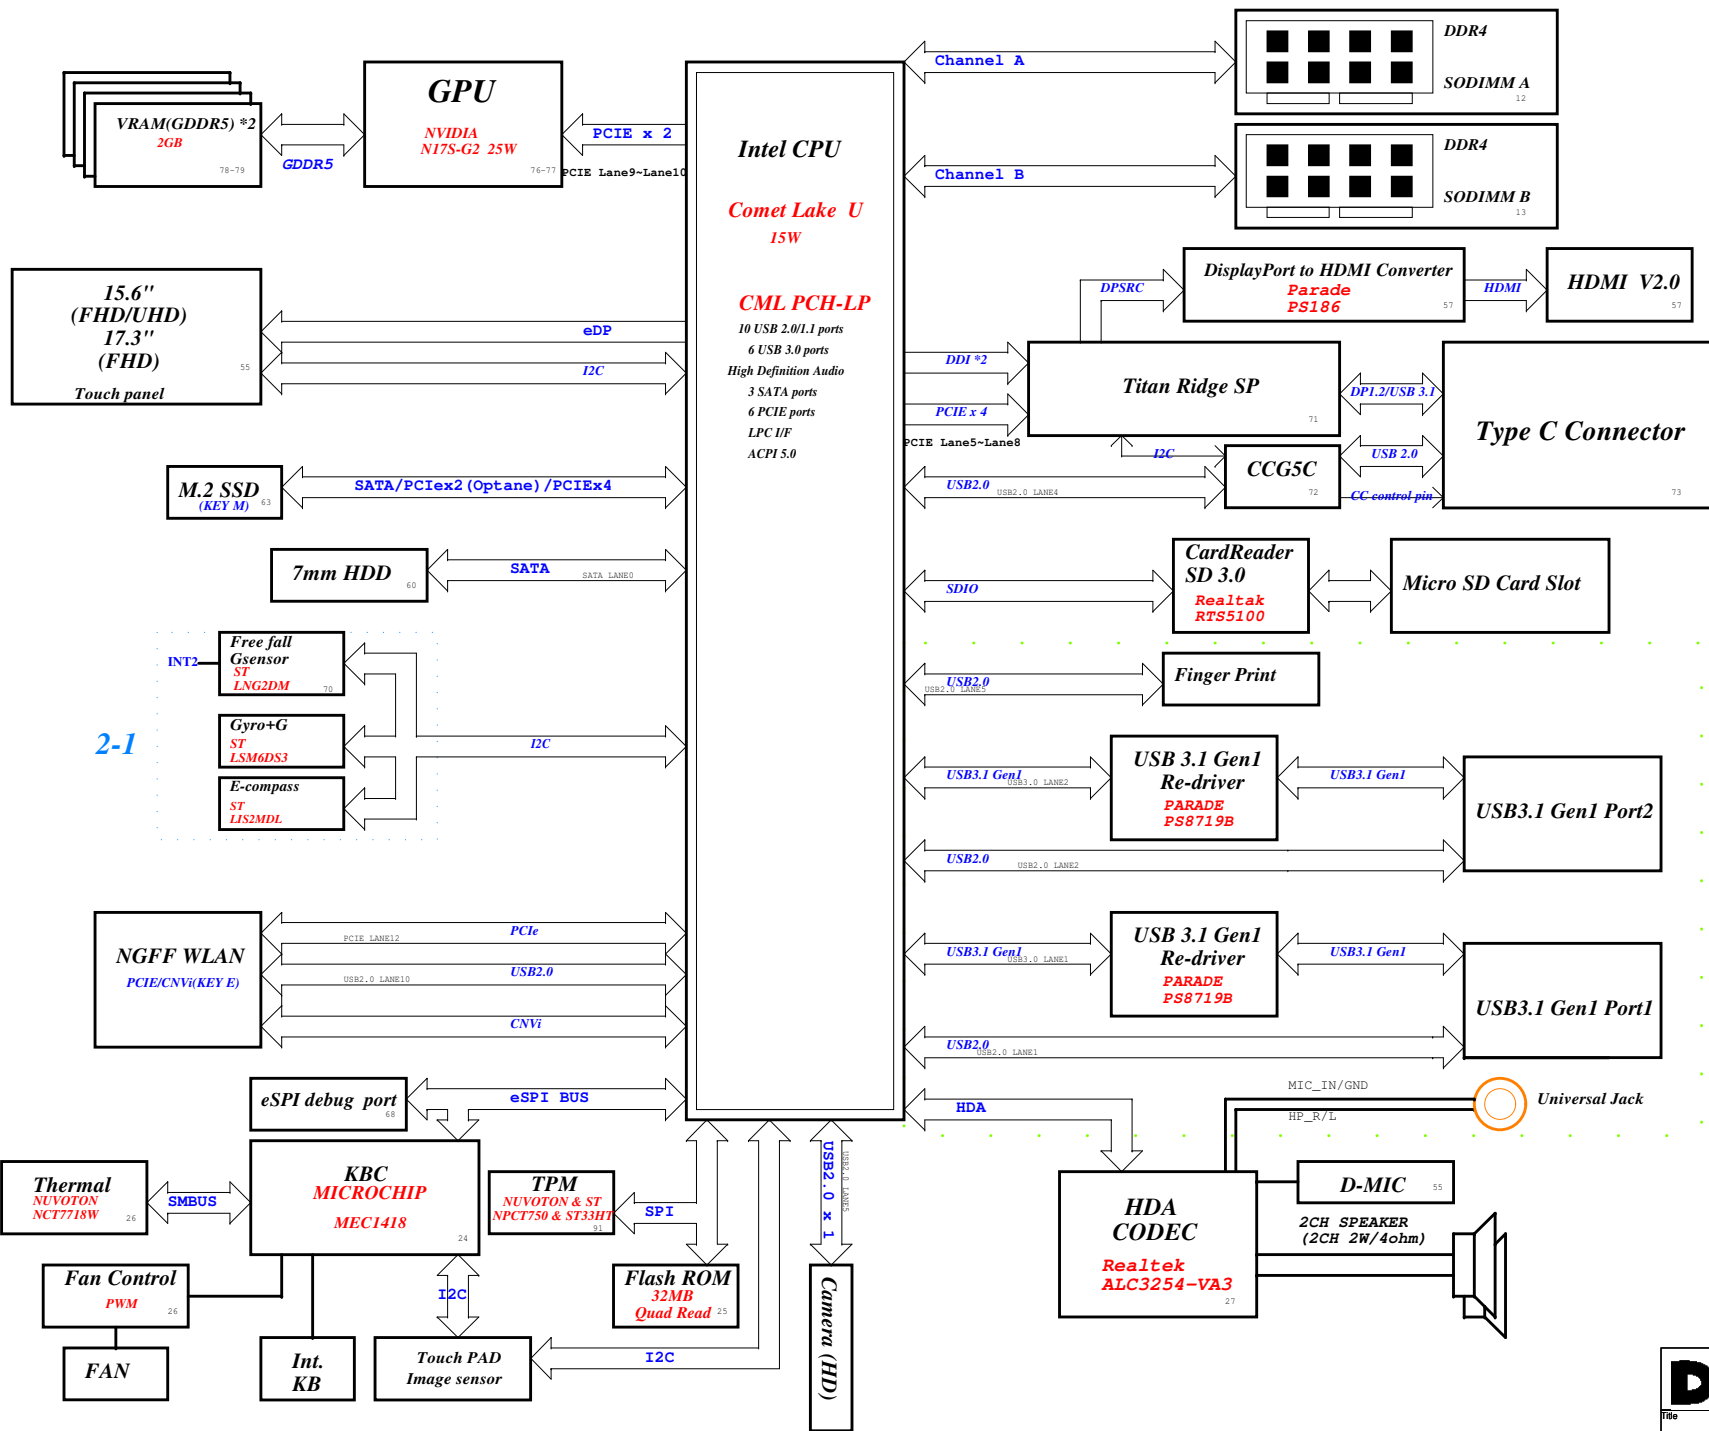 VRAM(GDDR5) *2
2GB
78-79
GDDR5
GPU
NVIDIA
N17S-G2 25W
76-77
PCIE x 2
PCIE Lane9~Lane10
Intel CPU
Comet Lake U
15W
CML PCH-LP
10 USB 2.0/1.1 ports
6 USB 3.0 ports
High Definition Audio
3 SATA ports
6 PCIE ports
LPC I/F
ACPI 5.0
Channel A
DDR4
SODIMM A
12
Channel B
DDR4
SODIMM B
13
15.6"
(FHD/UHD)
17.3"
(FHD)
55
Touch panel
eDP
I2C
DPSRC
DisplayPort to HDMI Converter
Parade
PS186
57
HDMI
HDMI V2.0
57
DDI *2
PCIE x 4
PCIE Lane5~Lane8
Titan Ridge SP
71
DP1.2/USB 3.1
Type C Connector
73
I2C
CCG5C
72
USB 2.0
CC control pin
USB2.0
USB2.0 LANE4
M.2 SSD
(KEY M)
63
SATA/PCIex2(Optane)/PCIEx4
7mm HDD
60
SATA
SATA LANE0
SDIO
CardReader
SD 3.0
Realtak
RTS5100
Micro SD Card Slot
2-1
INT2
Free fall
Gsensor
ST
LNG2DM
70
Gyro+G
ST
LSM6DS3
E-compass
ST
LIS2MDL
I2C
USB2.0
USB2.0 LANE5
Finger Print
USB3.1 Gen1
USB3.0 LANE2
USB 3.1 Gen1
Re-driver
PARADE
PS8719B
USB3.1 Gen1
USB3.1 Gen1 Port2
USB2.0
USB2.0 LANE2
NGFF WLAN
PCIE/CNVi(KEY E)
PCIe
PCIE LANE12
USB2.0
USB2.0 LANE10
CNVi
USB3.1 Gen1
USB3.0 LANE1
USB 3.1 Gen1
Re-driver
PARADE
PS8719B
USB3.1 Gen1
USB3.1 Gen1 Port1
USB2.0
USB2.0 LANE1
eSPI debug port
68
eSPI BUS
HDA
MIC_IN/GND
HP_R/L
Universal Jack
Thermal
NUVOTON
NCT7718W
26
SMBUS
KBC
MICROCHIP
MEC1418
24
TPM
NUVOTON & ST
NPCT750 & ST33HT
91
SPI
USB2.0 x 1
HDA
CODEC
Realtek
ALC3254-VA3
27
D-MIC
55
2CH SPEAKER
(2CH 2W/4ohm)
Fan Control
PWM
26
FAN
Int.
KB
I2C
Touch PAD
Image sensor
I2C
Flash ROM
32MB
Quad Read
25
Camera (HD)
D
Title